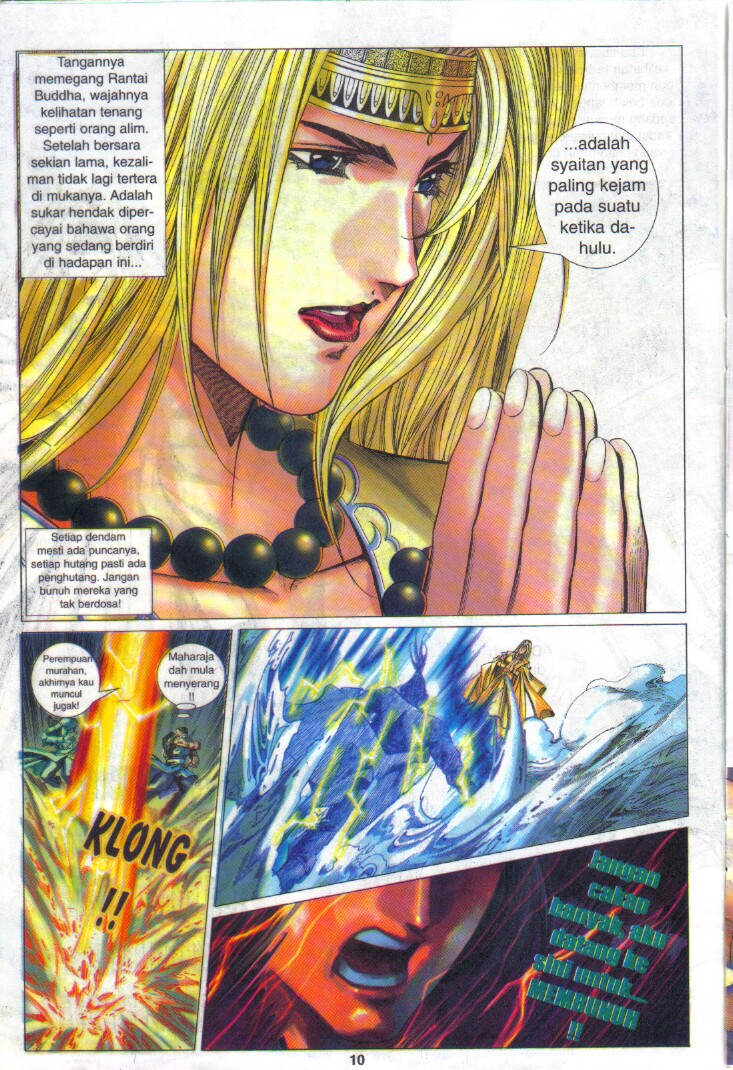 Tangannya
memegang Rantai
Buddha, wajahnya
kelihatan tenang
seperti orang alim.
Setelah bersara
sekian lama, kezali-
man tidak lagi tertera
di mukanya. Adalah
sukar hendak diper-
cayai bahawa orang
yang sedang berdiri
di hadapan ini...
...adalah
syaitan yang
paling kejam
pada suatu
ketika da-
hulu.
Setiap dendam
mesti ada puncanya,
setiap hutang pasti ada
penghutang. Jangan
bunuh mereka yang
tak berdosa!
Perempuan
murahan,
akhirnya kau
muncul
jugak!
Maharaja
dah mula
menyerang
!!
KLONG
!!
Jangan
cakap
banyak, aku
datang ke
sini untuk...
MEMBUNUH
!!
10